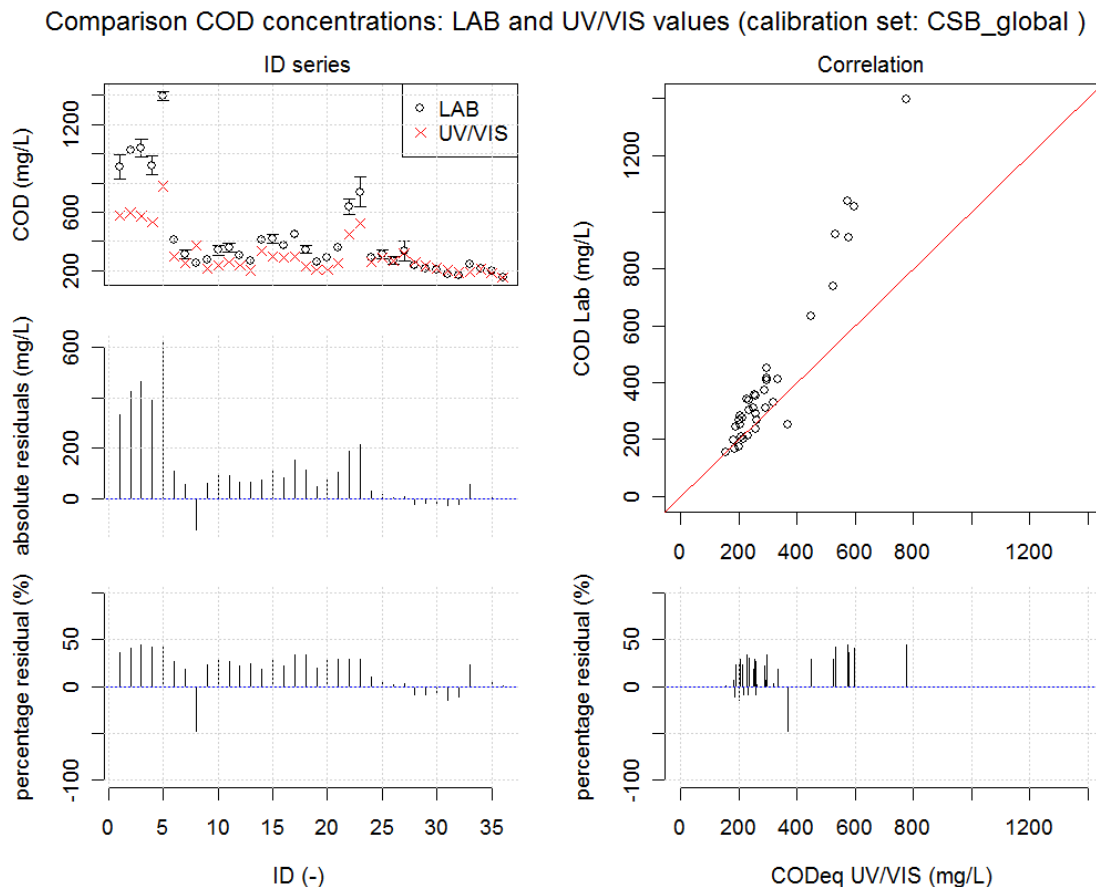 Comparison COD concentrations: LAB and UV/VIS values (calibration set: CSB_global )
ID series
COD (mg/L)
200
600
1200
LAB
UV/VIS
absolute residuals (mg/L)
0
200
600
percentage residual (%)
-100
0
50
0 5 10 15 20 25 30 35
ID (-)
Correlation
COD Lab (mg/L)
0
200
400
600
800
1200
0 200 400 600 800 1200
percentage residual (%)
-100
0
50
0 200 400 600 800 1200
CODeq UV/VIS (mg/L)